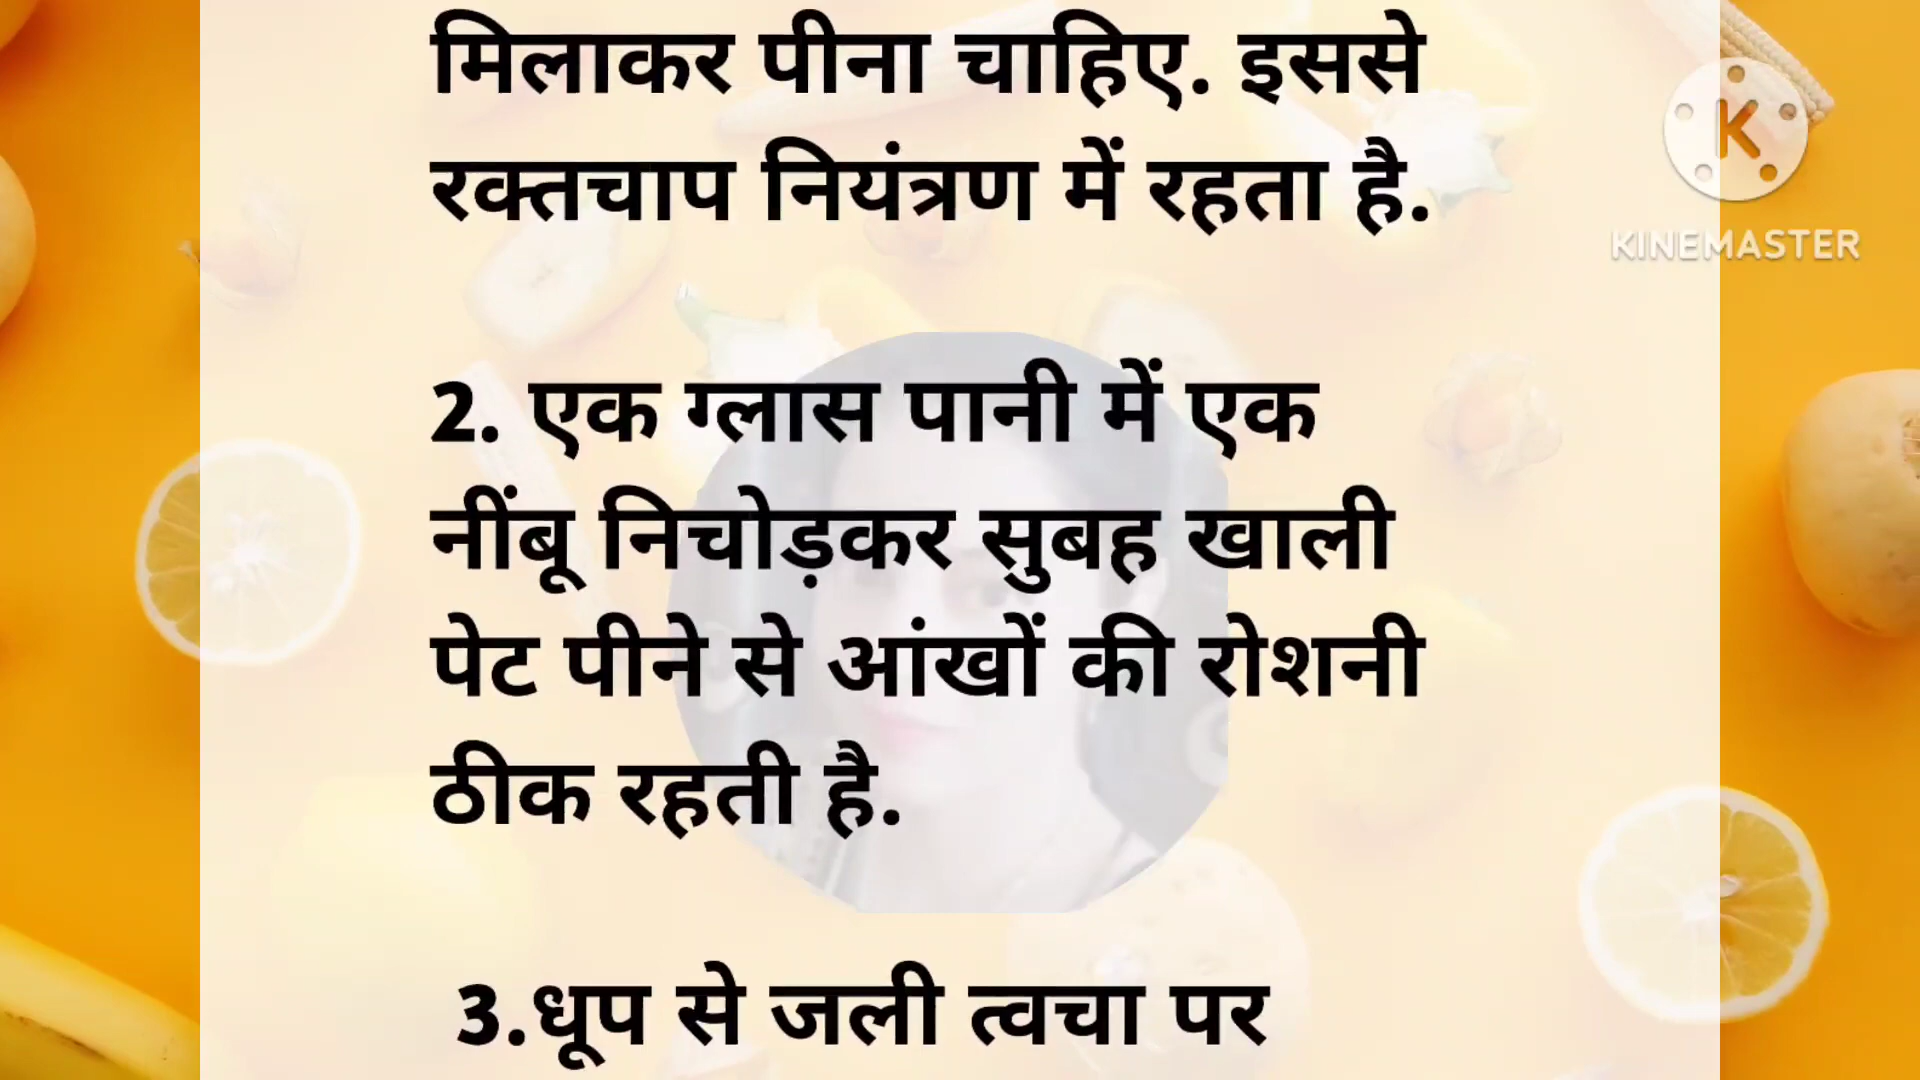 मिलाकर पीना चाहिए. इससे
रक्तचाप नियंत्रण में रहता है.
2. एक ग्लास पानी में एक
नींबू निचोड़कर सुबह खाली
पेट पीने से आंखों की रोशनी
ठीक रहती है.
3.धूप से जली त्वचा पर
K
KINEMASTER